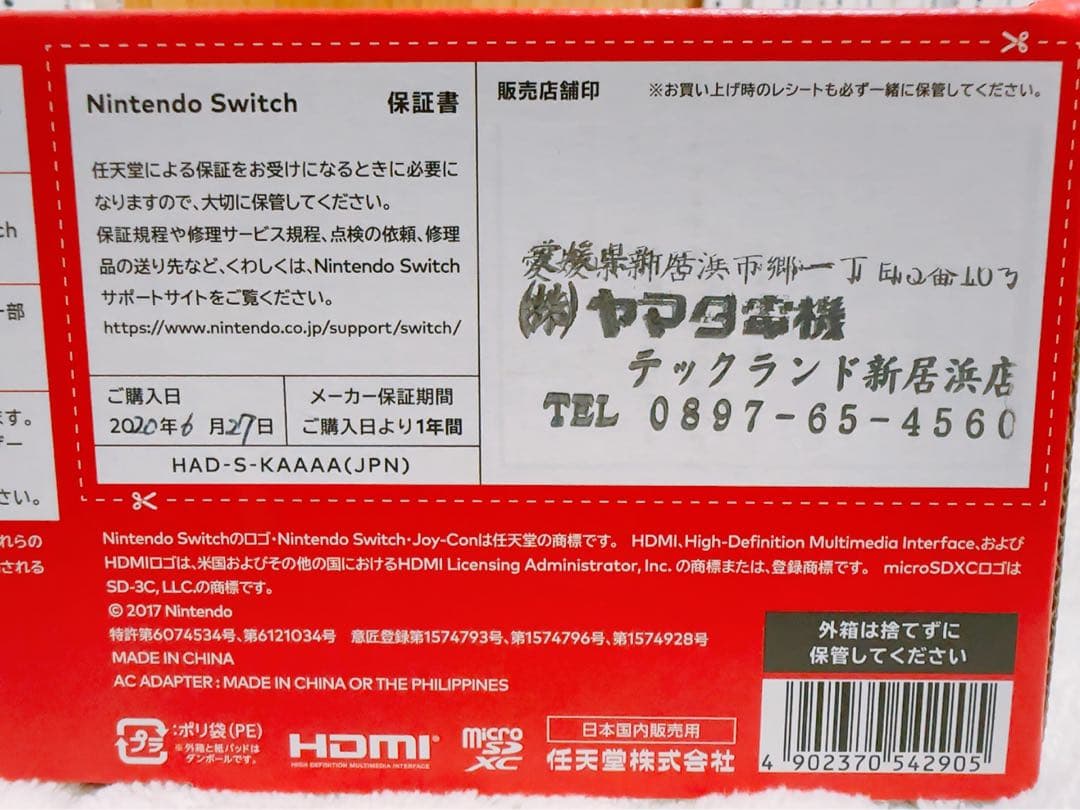 ch
部
ます。
さい。
れらの
される
Nintendo Switch 保証書
任天堂による保証をお受けになるときに必要に
なりますので、大切に保管してください。
保証規程や修理サービス規程、点検の依頼、修理
品の送り先など、くわしくは、Nintendo Switch
サポートサイトをご覧ください。
https://www.nintendo.co.jp/support/switch/
ご購入日
2020年6月27日
メーカー保証期間
ご購入日より1年間
HAD-S-KAAAA(JPN)
販売店舗印 ※お買い上げ時のレシートも必ず一緒に保管してください。
愛媛県新居浜市郷一丁目2番103
(株)ヤマダ電機
テックランド新居浜店
TEL 0897-65-4560
Nintendo Switchのロゴ・Nintendo Switch・Joy-Conは任天堂の商標です。 HDMI、High-Definition Multimedia Interface、および
HDMIロゴは、米国およびその他の国におけるHDMI Licensing Administrator, Inc. の商標または、登録商標です。 microSDXCロゴは
SD-3C, LLC.の商標です。
© 2017 Nintendo
特許第6074534号、第6121034号 意匠登録第1574793号、第1574796号、第1574928号
MADE IN CHINA
AC ADAPTER : MADE IN CHINA OR THE PHILIPPINES
プラ
:ポリ袋(PE)
※外箱と紙パッドは
ダンボールです。
HDMI
HIGH DEFINITION MULTIMEDIA INTERFACE
micro
SD
XC
日本国内販売用
任天堂株式会社
外箱は捨てずに
保管してください
4 902370 542905